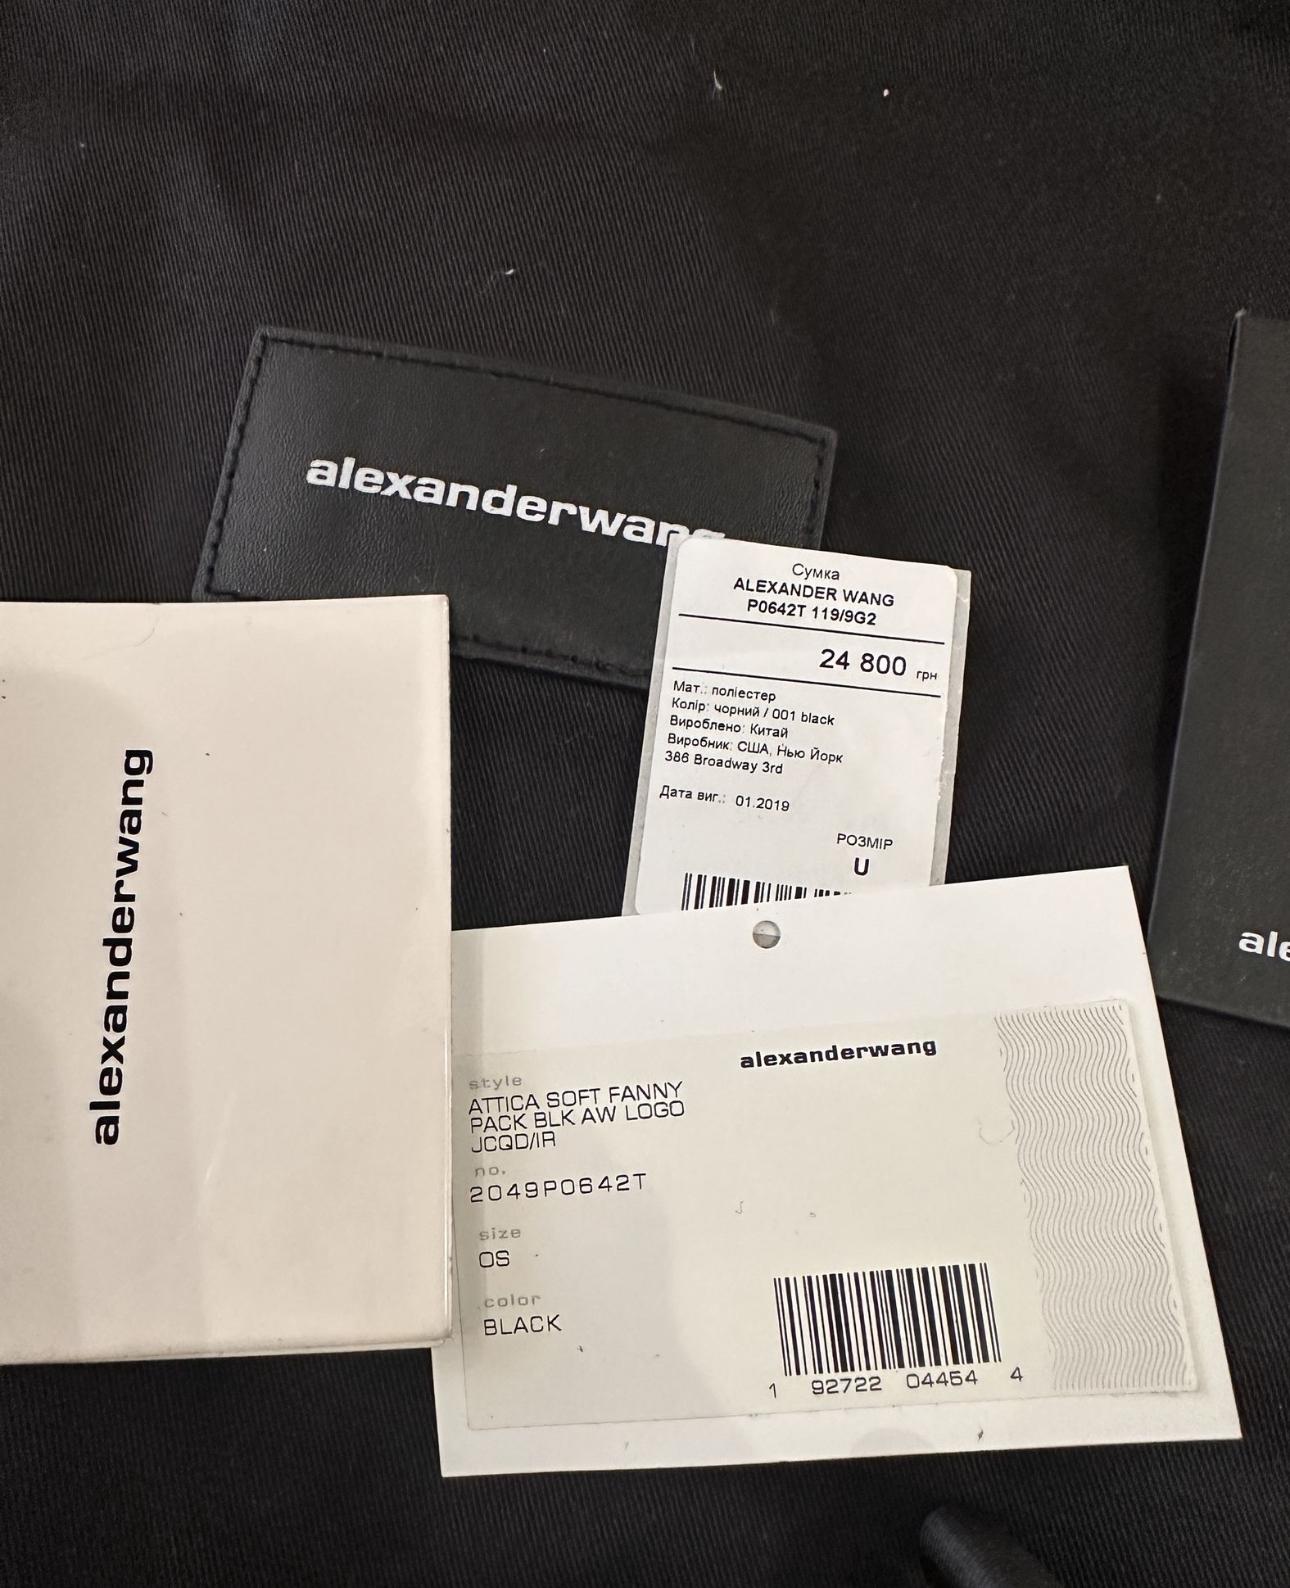 alexanderwang
Сумка
ALEXANDER WANG
P0642T 119/9G2
24 800 грн
Мат.: поліестер
Колір: чорний / 001 black
Вироблено: Китай
Виробник: США, Нью Йорк
386 Broadway 3rd
Дата виг.: 01.2019
РОЗМІР
U
alexanderwang
ale
alexanderwang
style
ATTICA SOFT FANNY
PACK BLK AW LOGO
JCQD/IR
no.
2049P0642T
size
OS
color
BLACK
1 92722 04454 4